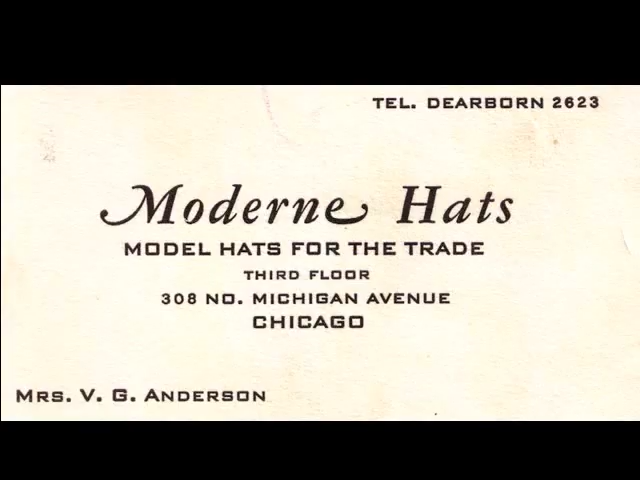 TEL. DEARBORN 2623
Moderne Hats
MODEL HATS FOR THE TRADE
THIRD FLOOR
308 NO. MICHIGAN AVENUE
CHICAGO
MRS. V. G. ANDERSON